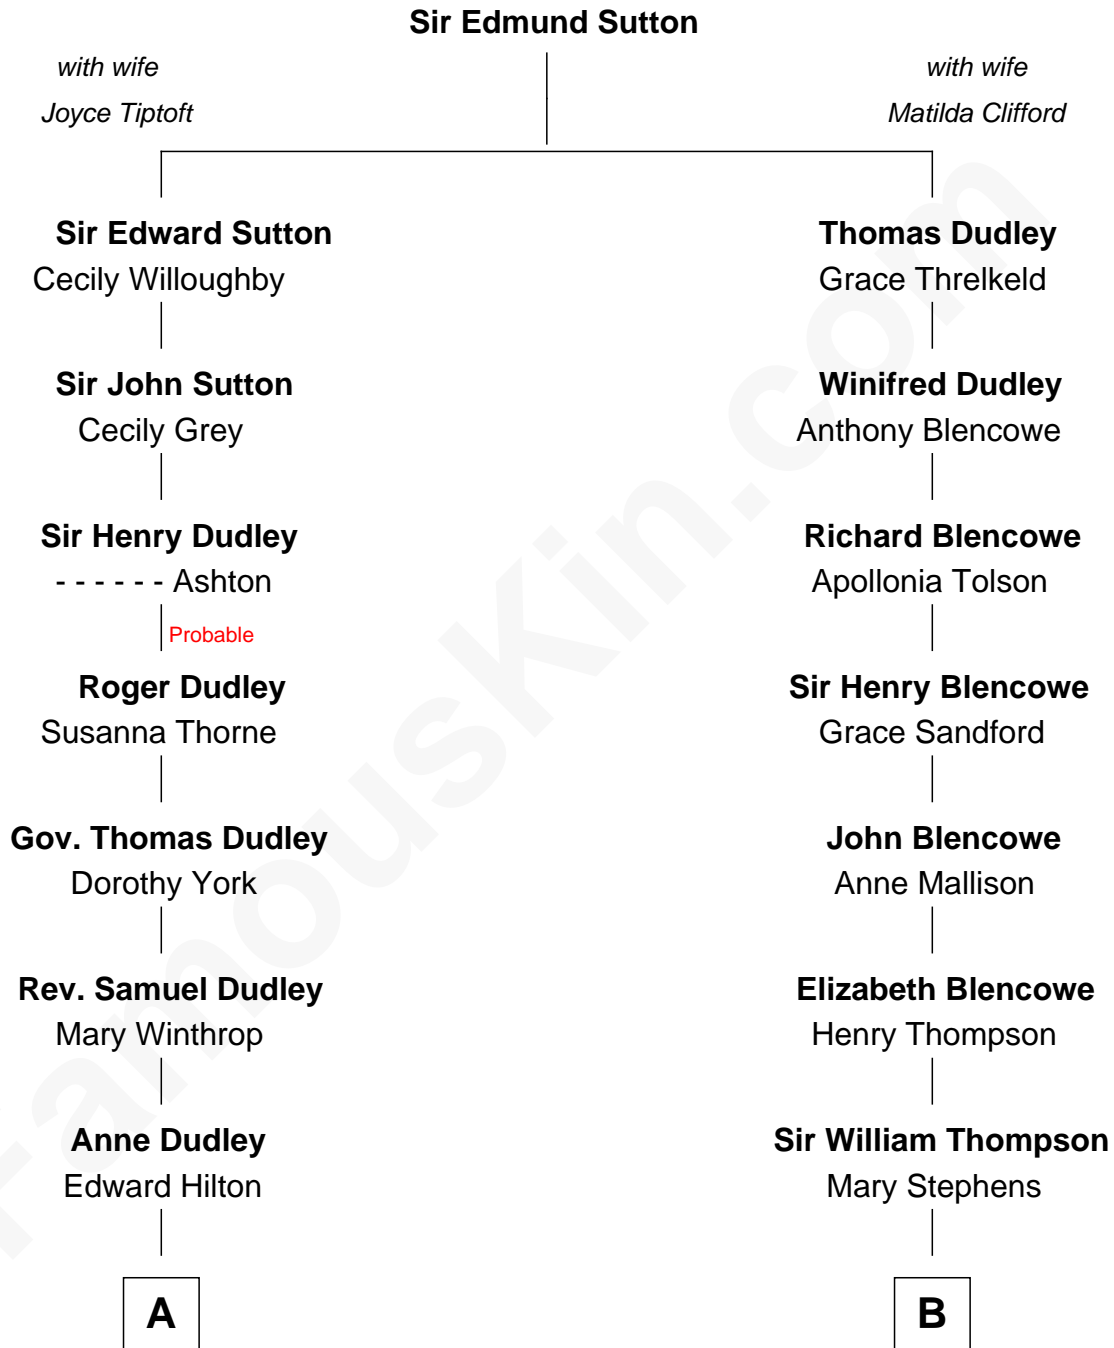 Sir Edmund Sutton
with wife
Joyce Tiptoft
with wife
Matilda Clifford
Sir Edward Sutton
Cecily Willoughby
Thomas Dudley
Grace Threlkeld
Sir John Sutton
Cecily Grey
Winifred Dudley
Anthony Blencowe
Sir Henry Dudley
- - - - - - Ashton
Probable
Richard Blencowe
Apollonia Tolson
Roger Dudley
Susanna Thorne
Sir Henry Blencowe
Grace Sandford
Gov. Thomas Dudley
Dorothy York
John Blencowe
Anne Mallison
Rev. Samuel Dudley
Mary Winthrop
Elizabeth Blencowe
Henry Thompson
Anne Dudley
Edward Hilton
Sir William Thompson
Mary Stephens
A
B
FamousKin.com